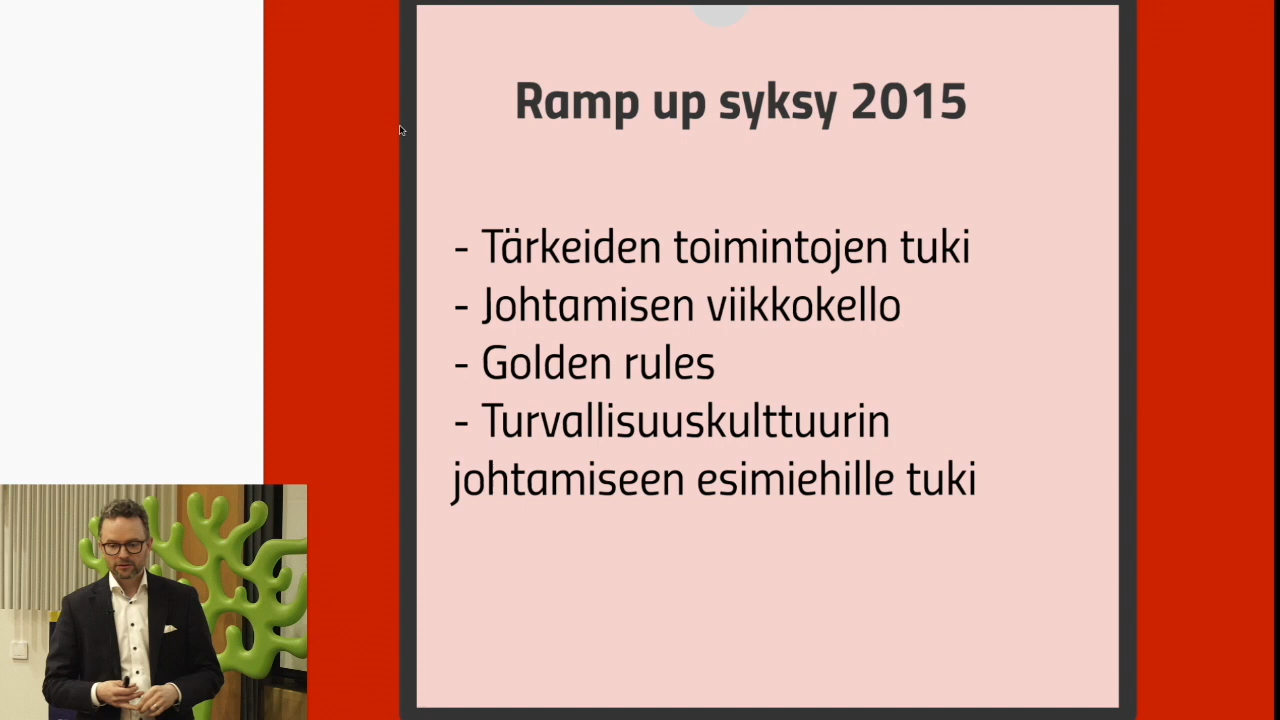 Ramp up syksy 2015
- Tärkeiden toimintojen tuki
- Johtamisen viikkokello
- Golden rules
- Turvallisuuskulttuurin
johtamiseen esimiehille tuki